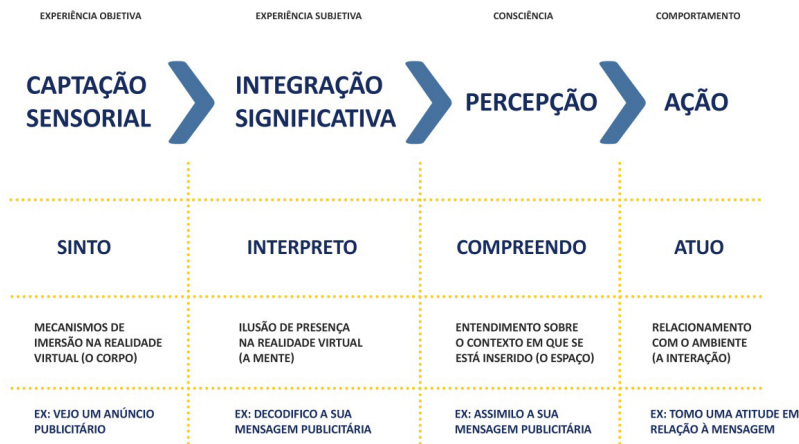 EXPERIÊNCIA OBJETIVA
EXPERIÊNCIA SUBJETIVA
CONSCIÊNCIA
COMPORTAMENTO
CAPTAÇÃO
SENSORIAL
INTEGRAÇÃO
SIGNIFICATIVA
PERCEPÇÃO
AÇÃO
SINTO
INTERPRETO
COMPREENDO
ATUO
MECANISMOS DE
IMERSÃO NA REALIDADE
VIRTUAL (O CORPO)
ILUSÃO DE PRESENÇA
NA REALIDADE VIRTUAL
(A MENTE)
ENTENDIMENTO SOBRE
O CONTEXTO EM QUE SE
ESTÁ INSERIDO (O ESPAÇO)
RELACIONAMENTO
COM O AMBIENTE
(A INTERAÇÃO)
EX: VEJO UM ANÚNCIO
PUBLICITÁRIO
EX: DECODIFICO A SUA
MENSAGEM PUBLICITÁRIA
EX: ASSIMILO A SUA
MENSAGEM PUBLICITÁRIA
EX: TOMO UMA ATITUDE EM
RELAÇÃO À MENSAGEM